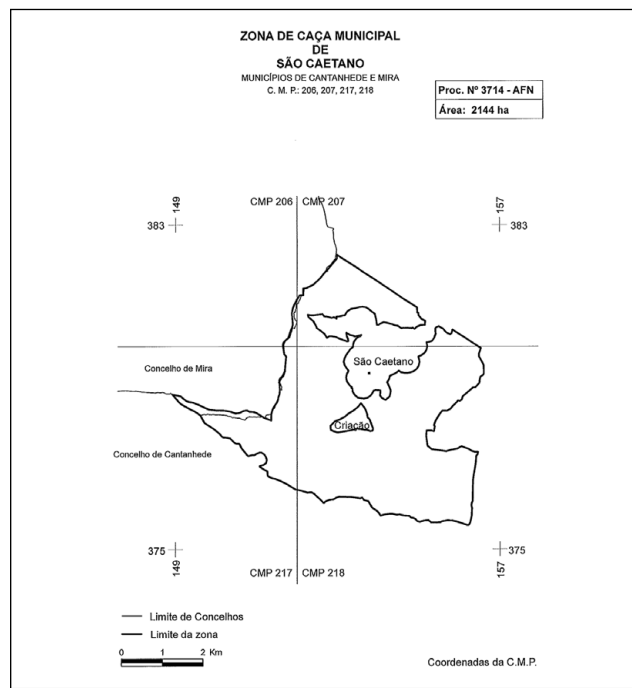 ZONA DE CAÇA MUNICIPAL
DE
SÃO CAETANO
MUNICÍPIOS DE CANTANHEDE E MIRA
C. M. P.: 206, 207, 217, 218
Proc. Nº 3714 - AFN
Área: 2144 ha
149
157
CMP 206
CMP 207
383
383
São Caetano
Concelho de Mira
Criação
Concelho de Cantanhede
375
375
149
157
CMP 217
CMP 218
Limite de Concelhos
Limite da zona
0 1 2 Km
Coordenadas da C.M.P.